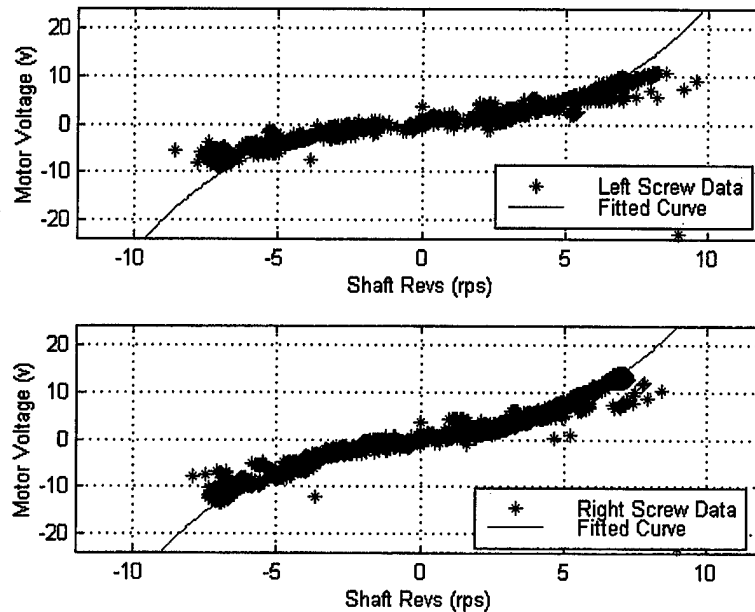 20
10
0
-10
-20
Motor Voltage (v)
Left Screw Data
Fitted Curve
-10 -5 0 5 10
Shaft Revs (rps)
20
10
0
-10
-20
Motor Voltage (v)
Right Screw Data
Fitted Curve
-10 -5 0 5 10
Shaft Revs (rps)